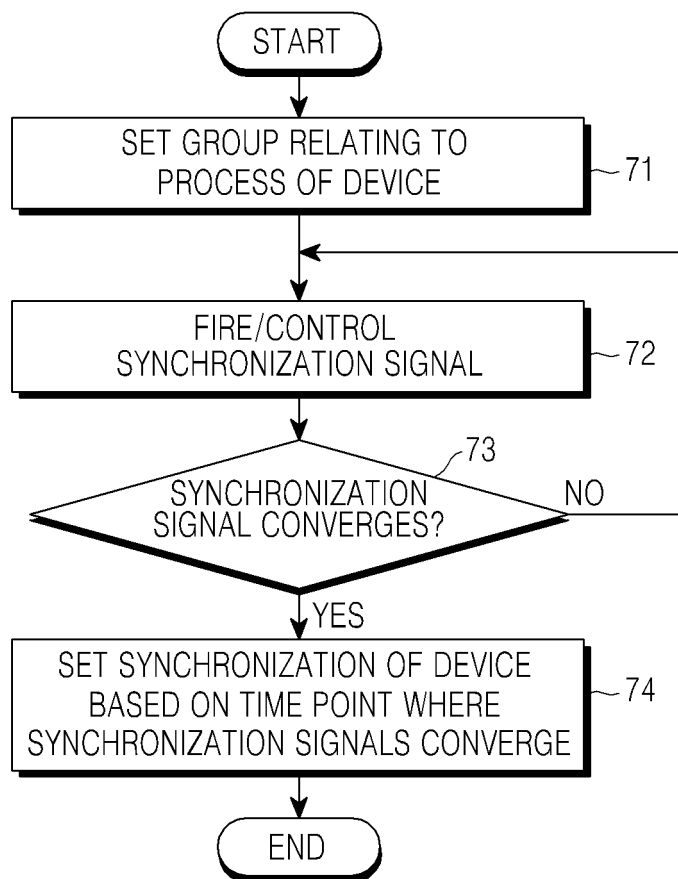 START
SET GROUP RELATING TO
PROCESS OF DEVICE
71
FIRE/CONTROL
SYNCHRONIZATION SIGNAL
72
73
SYNCHRONIZATION
SIGNAL CONVERGES?
NO
YES
SET SYNCHRONIZATION OF DEVICE
BASED ON TIME POINT WHERE
SYNCHRONIZATION SIGNALS CONVERGE
74
END